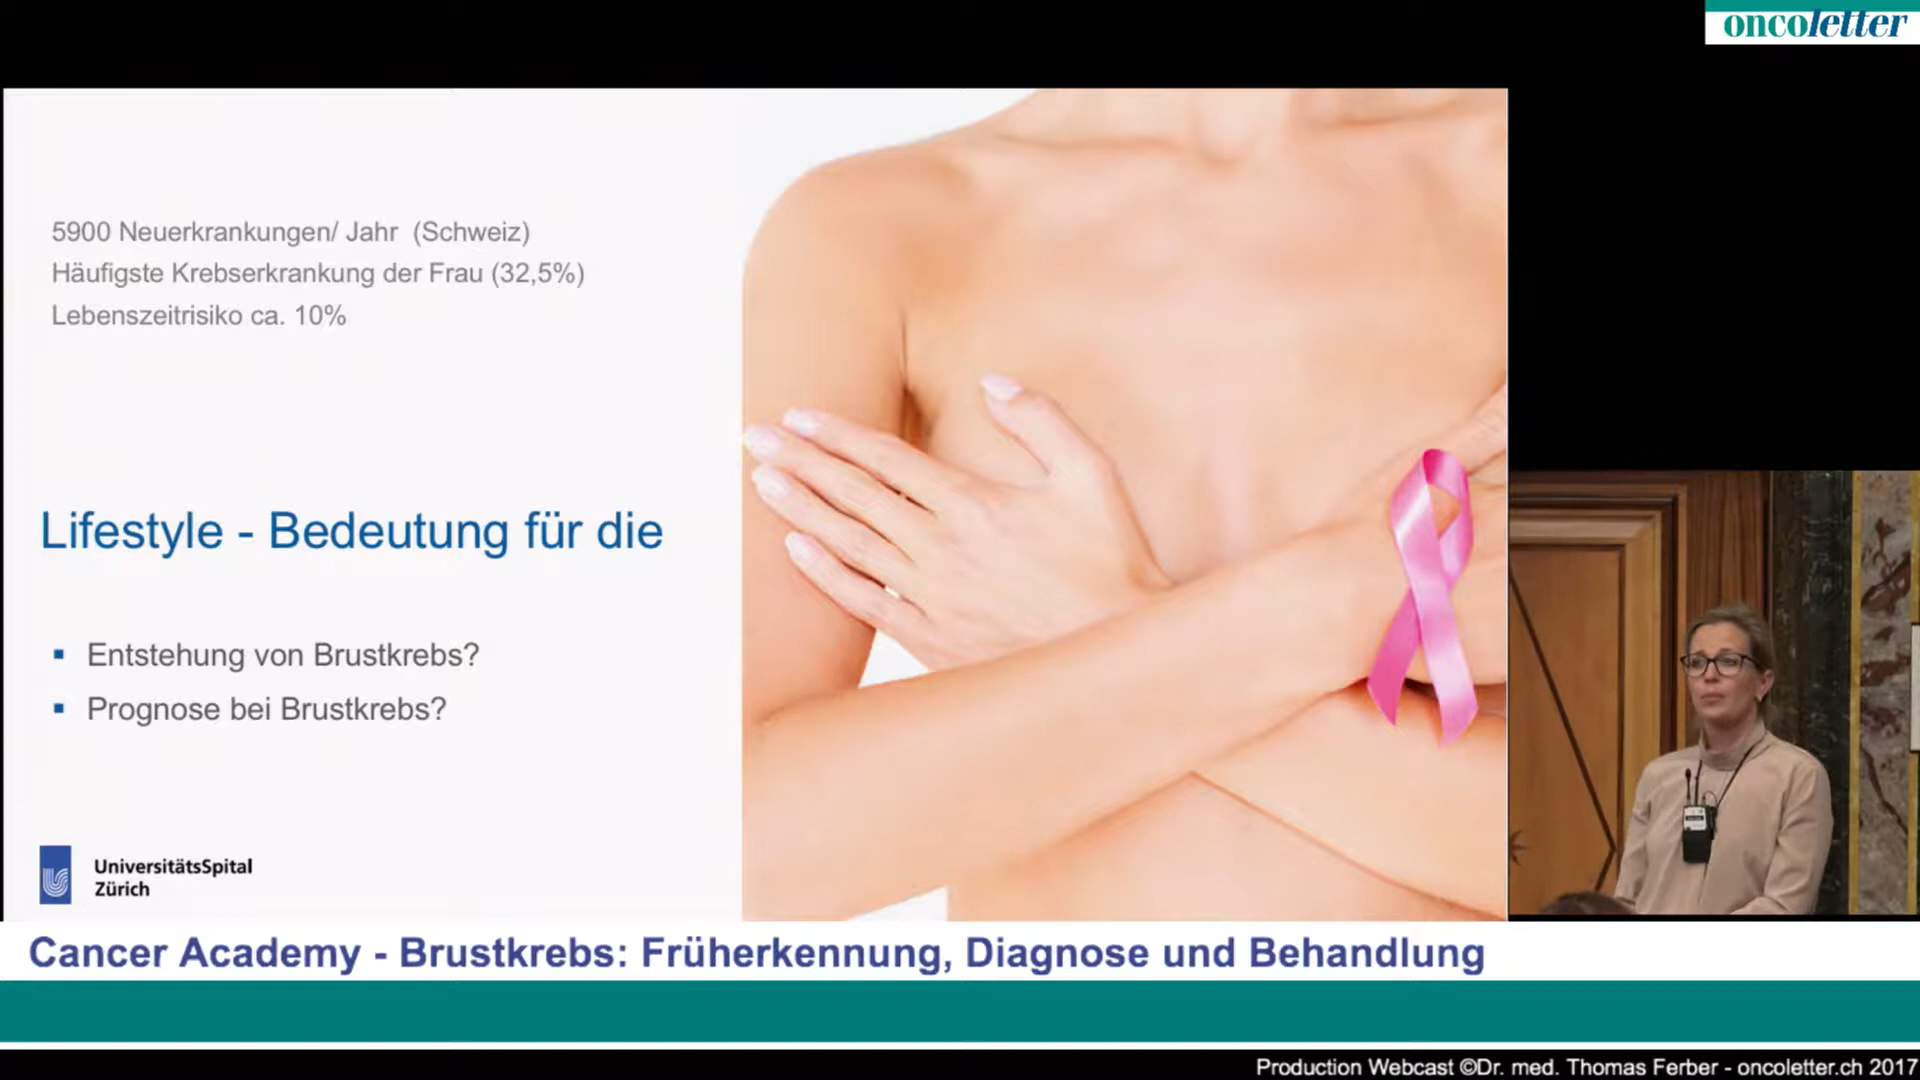 oncoletter
5900 Neuerkrankungen/ Jahr (Schweiz)
Häufigste Krebserkrankung der Frau (32,5%)
Lebenszeitrisiko ca. 10%
Lifestyle - Bedeutung für die
▪ Entstehung von Brustkrebs?
▪ Prognose bei Brustkrebs?
UniversitätsSpital
Zürich
Cancer Academy - Brustkrebs: Früherkennung, Diagnose und Behandlung
Production Webcast ©Dr. med. Thomas Ferber - oncoletter.ch 2017